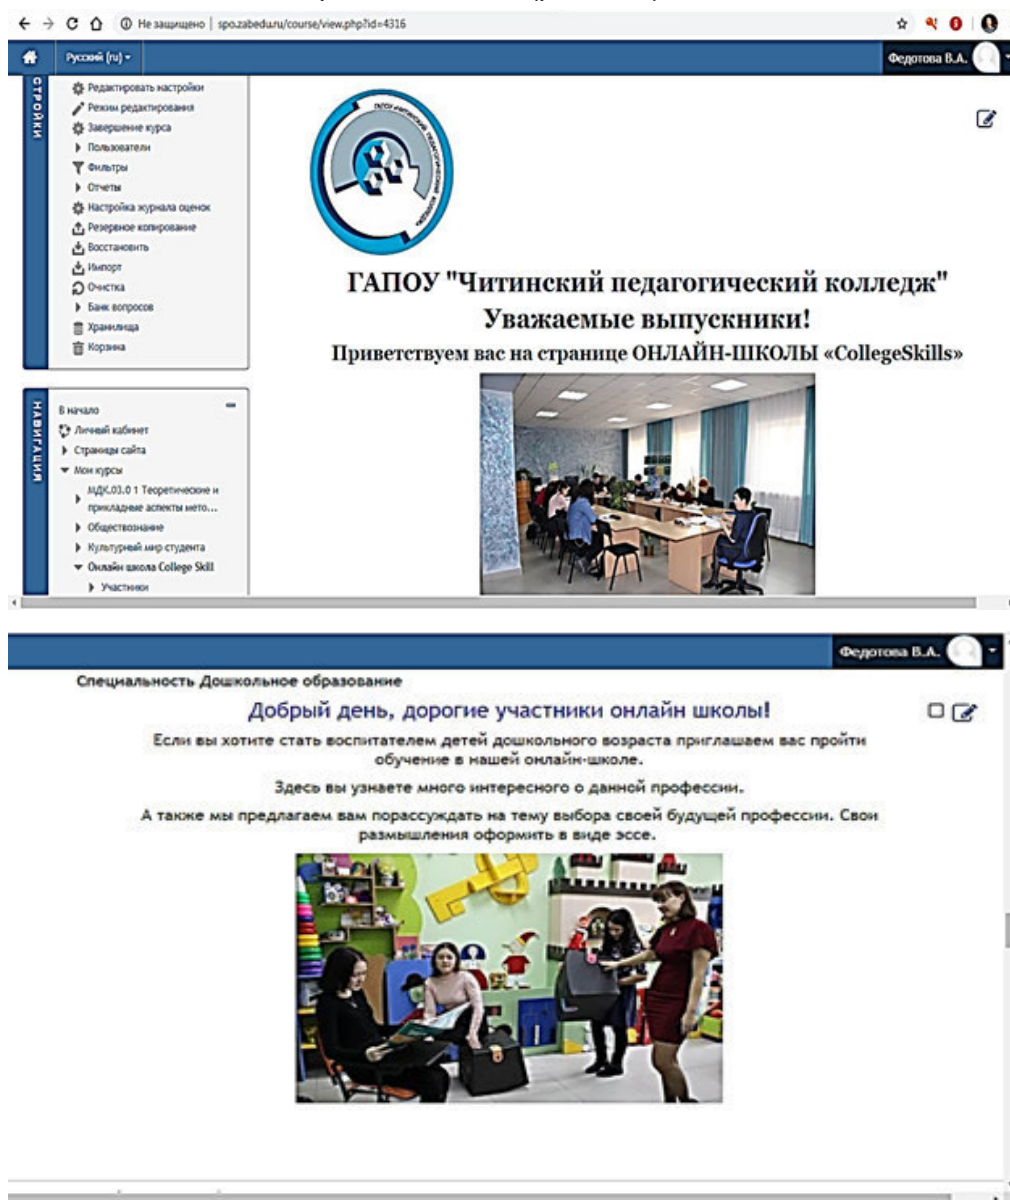 Не защищено | spo.zabedu.ru/course/view.php?id=4316
Русский (ru)
Федотова В.А.
СТРОЙКИ
Редактировать настройки
Режим редактирования
Завершение курса
Пользователи
Фильтры
Отчеты
Настройка журнала оценок
Резервное копирование
Восстановить
Импорт
Очистка
Банк вопросов
Хранилища
Корзина
ГАПОУ "Читинский педагогический колледж"
Уважаемые выпускники!
Приветствуем вас на странице ОНЛАЙН-ШКОЛЫ «CollegeSkills»
НАВИГАЦИЯ
В начало
Личный кабинет
Страницы сайта
Мои курсы
МДК.03.0 1 Теоретические и
прикладные аспекты мето...
Обществознание
Культурный мир студента
Онлайн школа College Skill
Участники
Федотова В.А.
Специальность Дошкольное образование
Добрый день, дорогие участники онлайн школы!
Если вы хотите стать воспитателем детей дошкольного возраста приглашаем вас пройти
обучение в нашей онлайн-школе.
Здесь вы узнаете много интересного о данной профессии.
А также мы предлагаем вам порассуждать на тему выбора своей будущей профессии. Свои
размышления оформить в виде эссе.